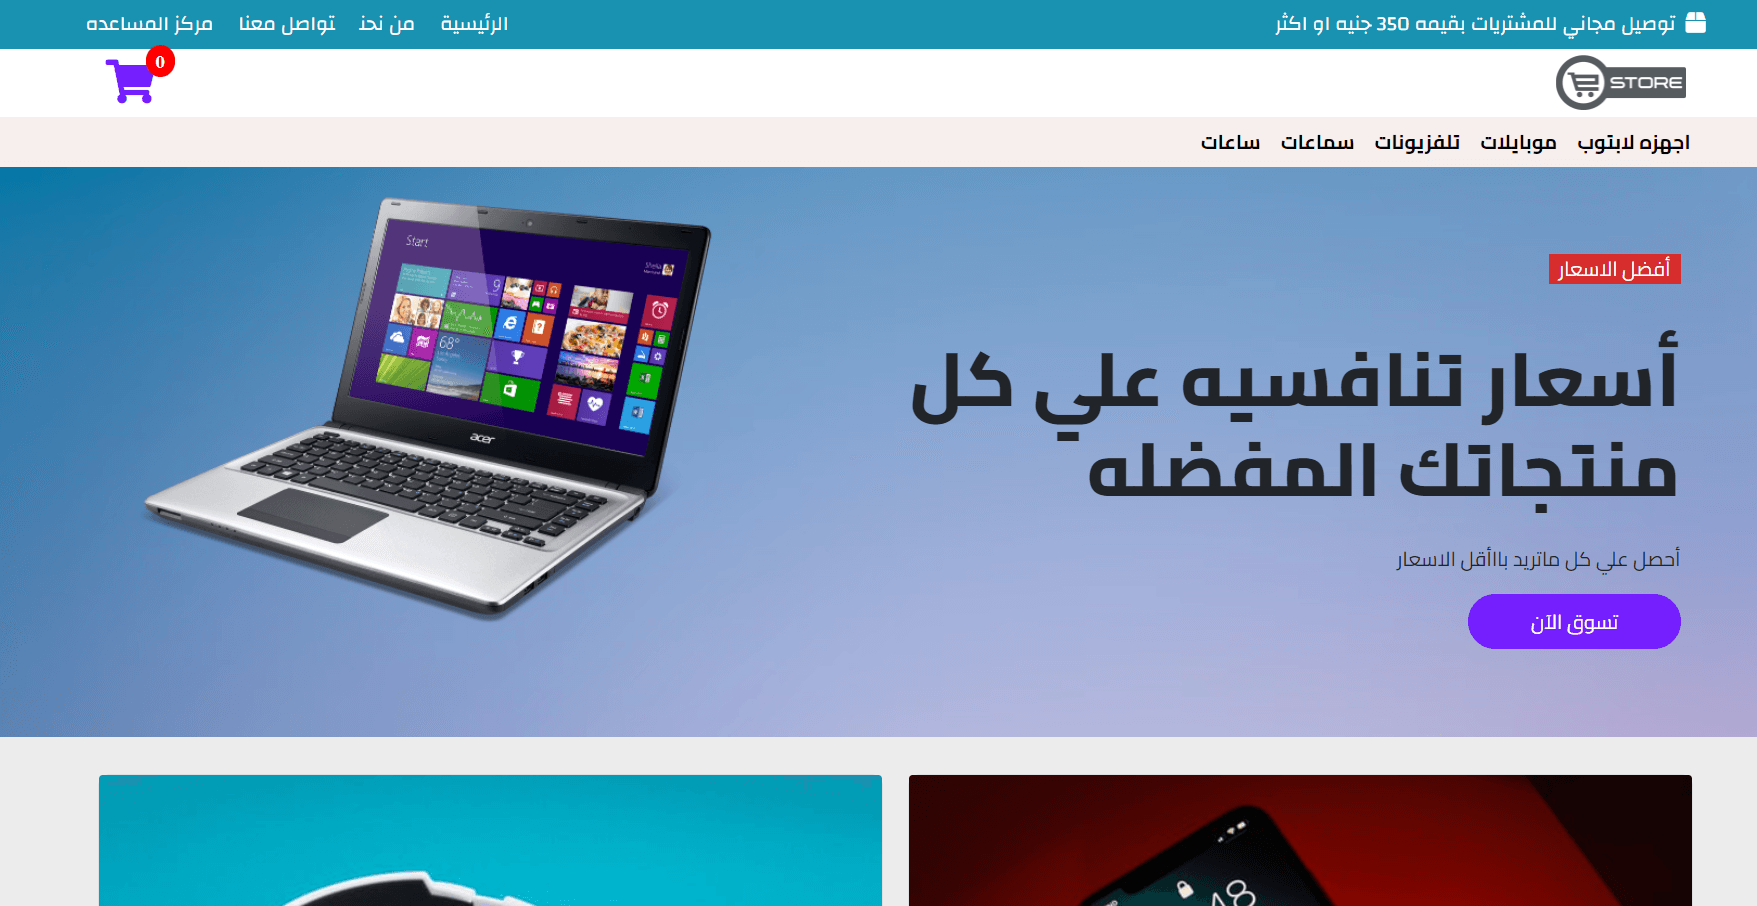 توصيل مجاني للمشتريات بقيمه 350 جنيه او اكثر
الرئيسية من نحن تواصل معنا مركز المساعده
STORE
0
اجهزه لابتوب موبايلات تلفزيونات سماعات ساعات
أفضل الاسعار
أسعار تنافسيه علي كل
منتجاتك المفضله
أحصل علي كل ماتريد باأقل الاسعار
تسوق الآن
Start
9
68°
acer
48